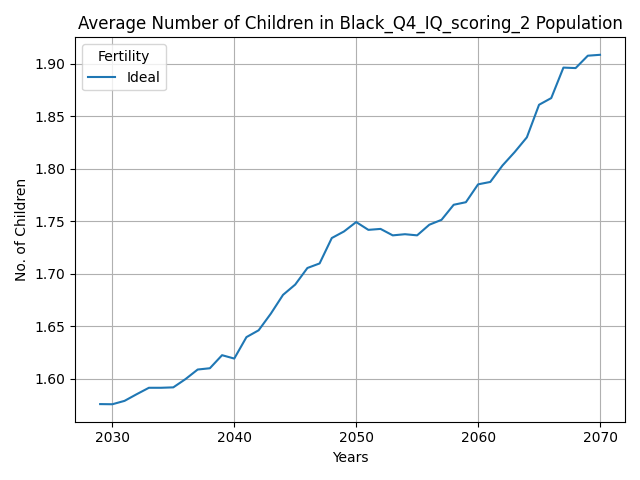 Average Number of Children in Black_Q4_IQ_scoring_2 Population
Fertility
Ideal
1.90
1.85
1.80
1.75
1.70
1.65
1.60
No. of Children
2030 2040 2050 2060 2070
Years